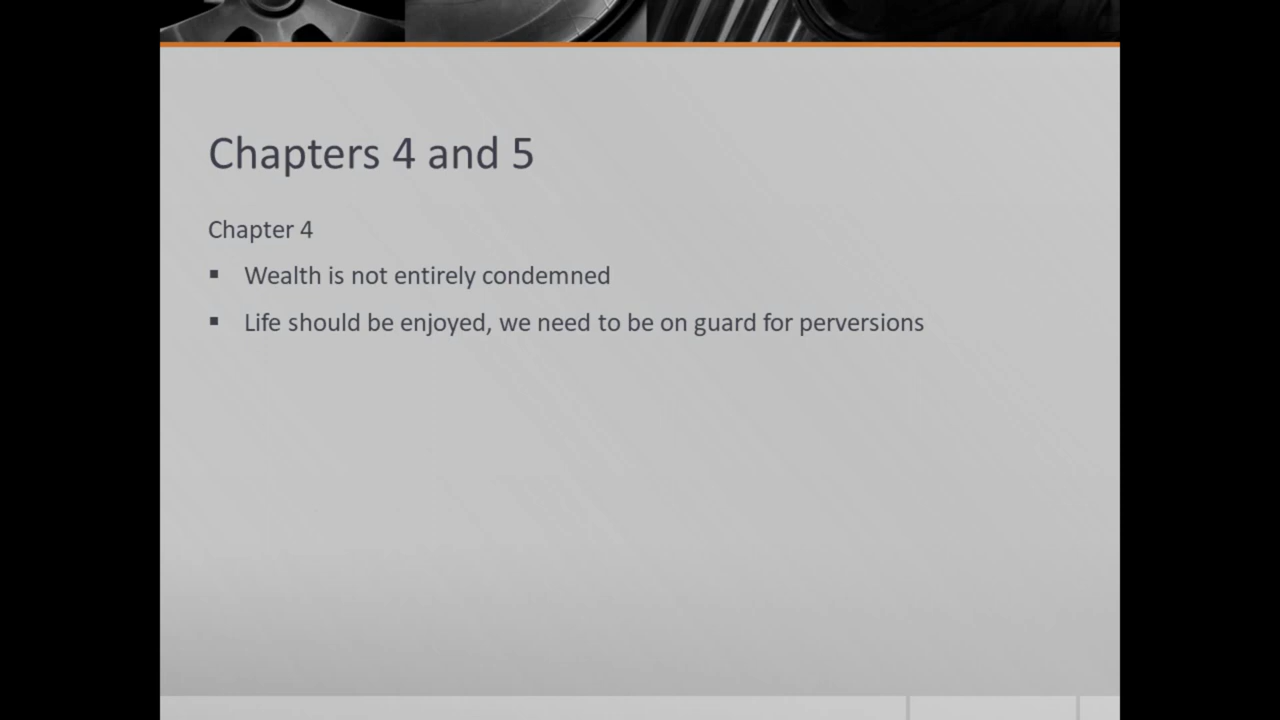 Chapters 4 and 5
Chapter 4
▪ Wealth is not entirely condemned
▪ Life should be enjoyed, we need to be on guard for perversions